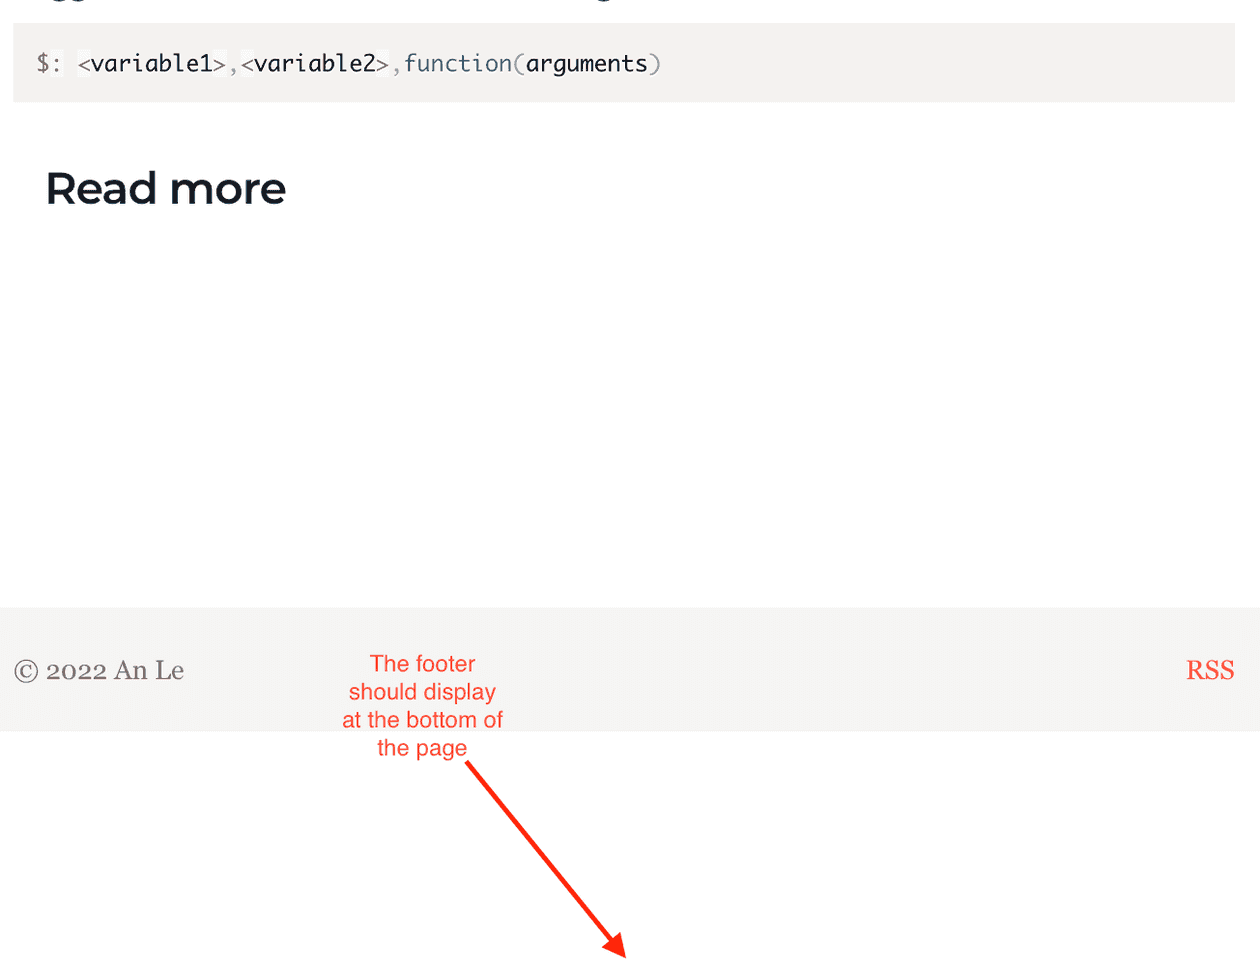 $: <variable1>,<variable2>,function(arguments)
Read more
© 2022 An Le
RSS
The footer
should display
at the bottom of
the page